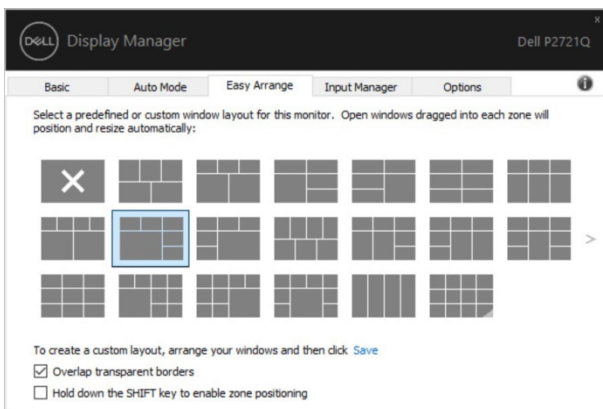 x
DELL Display Manager
Dell P2721Q
Basic Auto Mode Easy Arrange Input Manager Options i
Select a predefined or custom window layout for this monitor. Open windows dragged into each zone will
position and resize automatically:
>
To create a custom layout, arrange your windows and then click Save
Overlap transparent borders
Hold down the SHIFT key to enable zone positioning